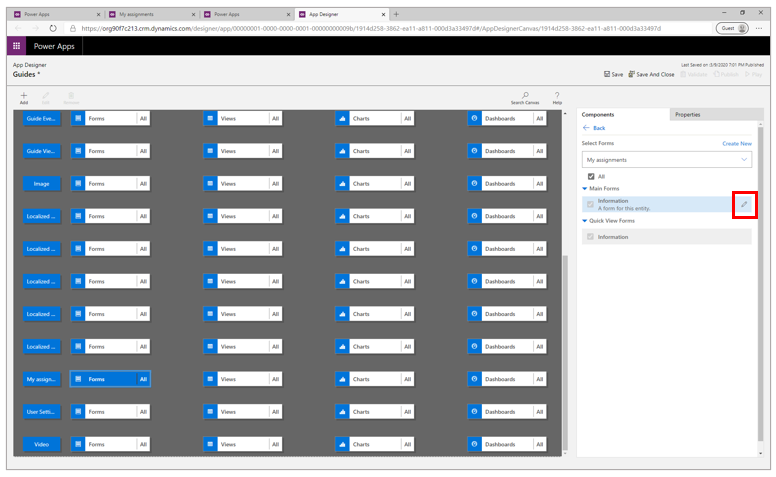 Power Apps
My assignments
Power Apps
App Designer
https://org90f7c213.crm.dynamics.com/designer/app/00000001-0000-0000-0001-00000000009b/1914d258-3862-ea11-a811-000d3a33497d#/AppDesignerCanvas/1914d258-3862-ea11-a811-000d3a33497d
Guest
Power Apps
App Designer
Guides *
Last Saved on :3/8/2020 7:01 PM Published
Save
Save And Close
Validate
Publish
Play
Add
Edit
Remove
Search Canvas
Help
Guide Eve... Forms All Views All Charts All Dashboards All
Guide Vie... Forms All Views All Charts All Dashboards All
Image Forms All Views All Charts All Dashboards All
Localized ... Forms All Views All Charts All Dashboards All
Localized ... Forms All Views All Charts All Dashboards All
Localized ... Forms All Views All Charts All Dashboards All
Localized ... Forms All Views All Charts All Dashboards All
Localized ... Forms All Views All Charts All Dashboards All
My assign... Forms All Views All Charts All Dashboards All
User Setti... Forms All Views All Charts All Dashboards All
Video Forms All Views All Charts All Dashboards All
Components
Properties
Back
Select Forms
Create New
My assignments
All
Main Forms
Information
A form for this entity.
Quick View Forms
Information